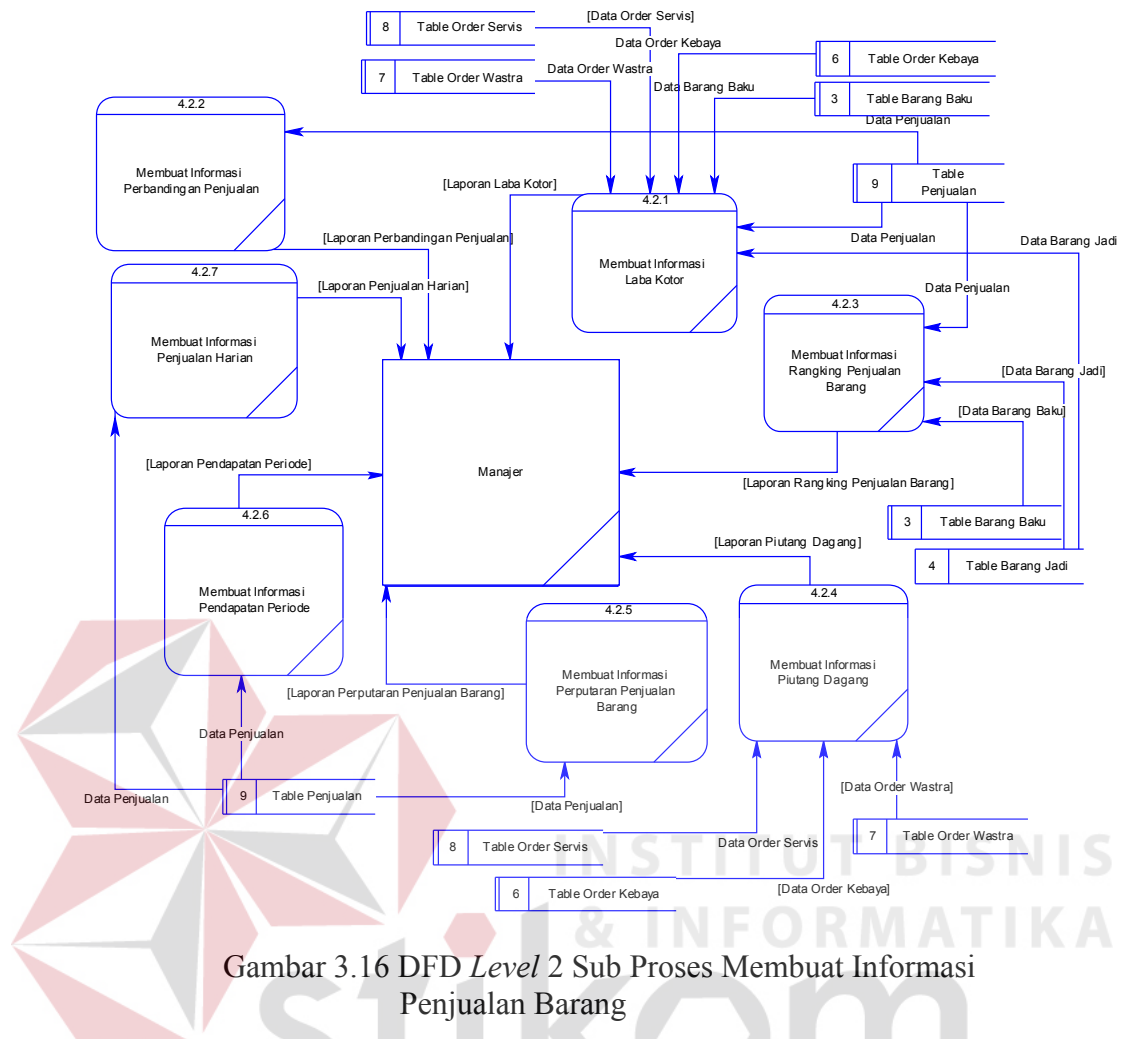 [Data Order Servis]
8 Table Order Servis
Data Order Kebaya
6 Table Order Kebaya
7 Table Order Wastra
Data Order Wastra
Data Barang Baku
3 Table Barang Baku
4.2.2
Data Penjualan
Membuat Informasi
Perbandingan Penjualan
9 Table
Penjualan
[Laporan Laba Kotor]
4.2.1
Membuat Informasi
Laba Kotor
Data Penjualan
Data Barang Jadi
[Laporan Perbandingan Penjualan]
4.2.7
Membuat Informasi
Penjualan Harian
[Laporan Penjualan Harian]
Data Penjualan
4.2.3
Membuat Informasi
Rangking Penjualan
Barang
[Data Barang Jadi]
[Data Barang Baku]
[Laporan Pendapatan Periode]
Manajer
[Laporan Rangking Penjualan Barang]
4.2.6
Membuat Informasi
Pendapatan Periode
3 Table Barang Baku
[Laporan Piutang Dagang]
4 Table Barang Jadi
4.2.5
Membuat Informasi
Perputaran Penjualan
Barang
4.2.4
Membuat Informasi
Piutang Dagang
[Laporan Perputaran Penjualan Barang]
Data Penjualan
Data Penjualan
9 Table Penjualan
[Data Penjualan]
[Data Order Wastra]
8 Table Order Servis
Data Order Servis
7 Table Order Wastra
6 Table Order Kebaya
[Data Order Kebaya]
INSTITUT BISNIS
& INFORMATIKA
stikom
Gambar 3.16 DFD Level 2 Sub Proses Membuat Informasi
Penjualan Barang